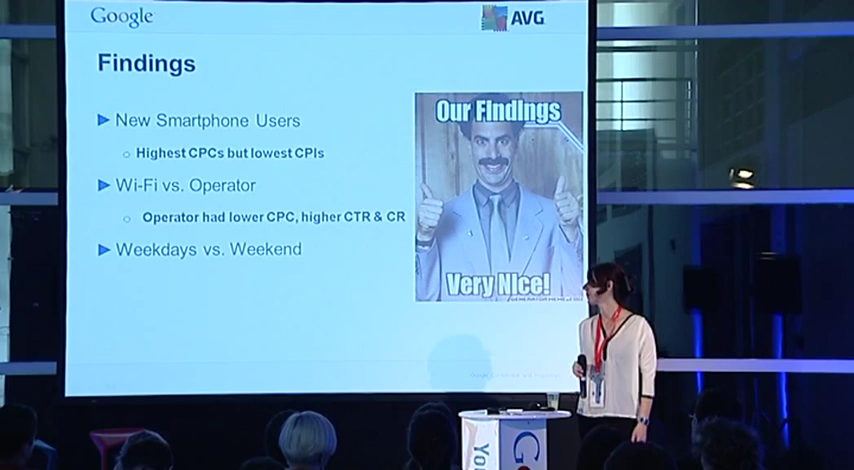 Google
AVG
Findings
New Smartphone Users
Highest CPCs but lowest CPIs
Wi-Fi vs. Operator
Operator had lower CPC, higher CTR & CR
Weekdays vs. Weekend
Our Findings
Very Nice!
Yo
G